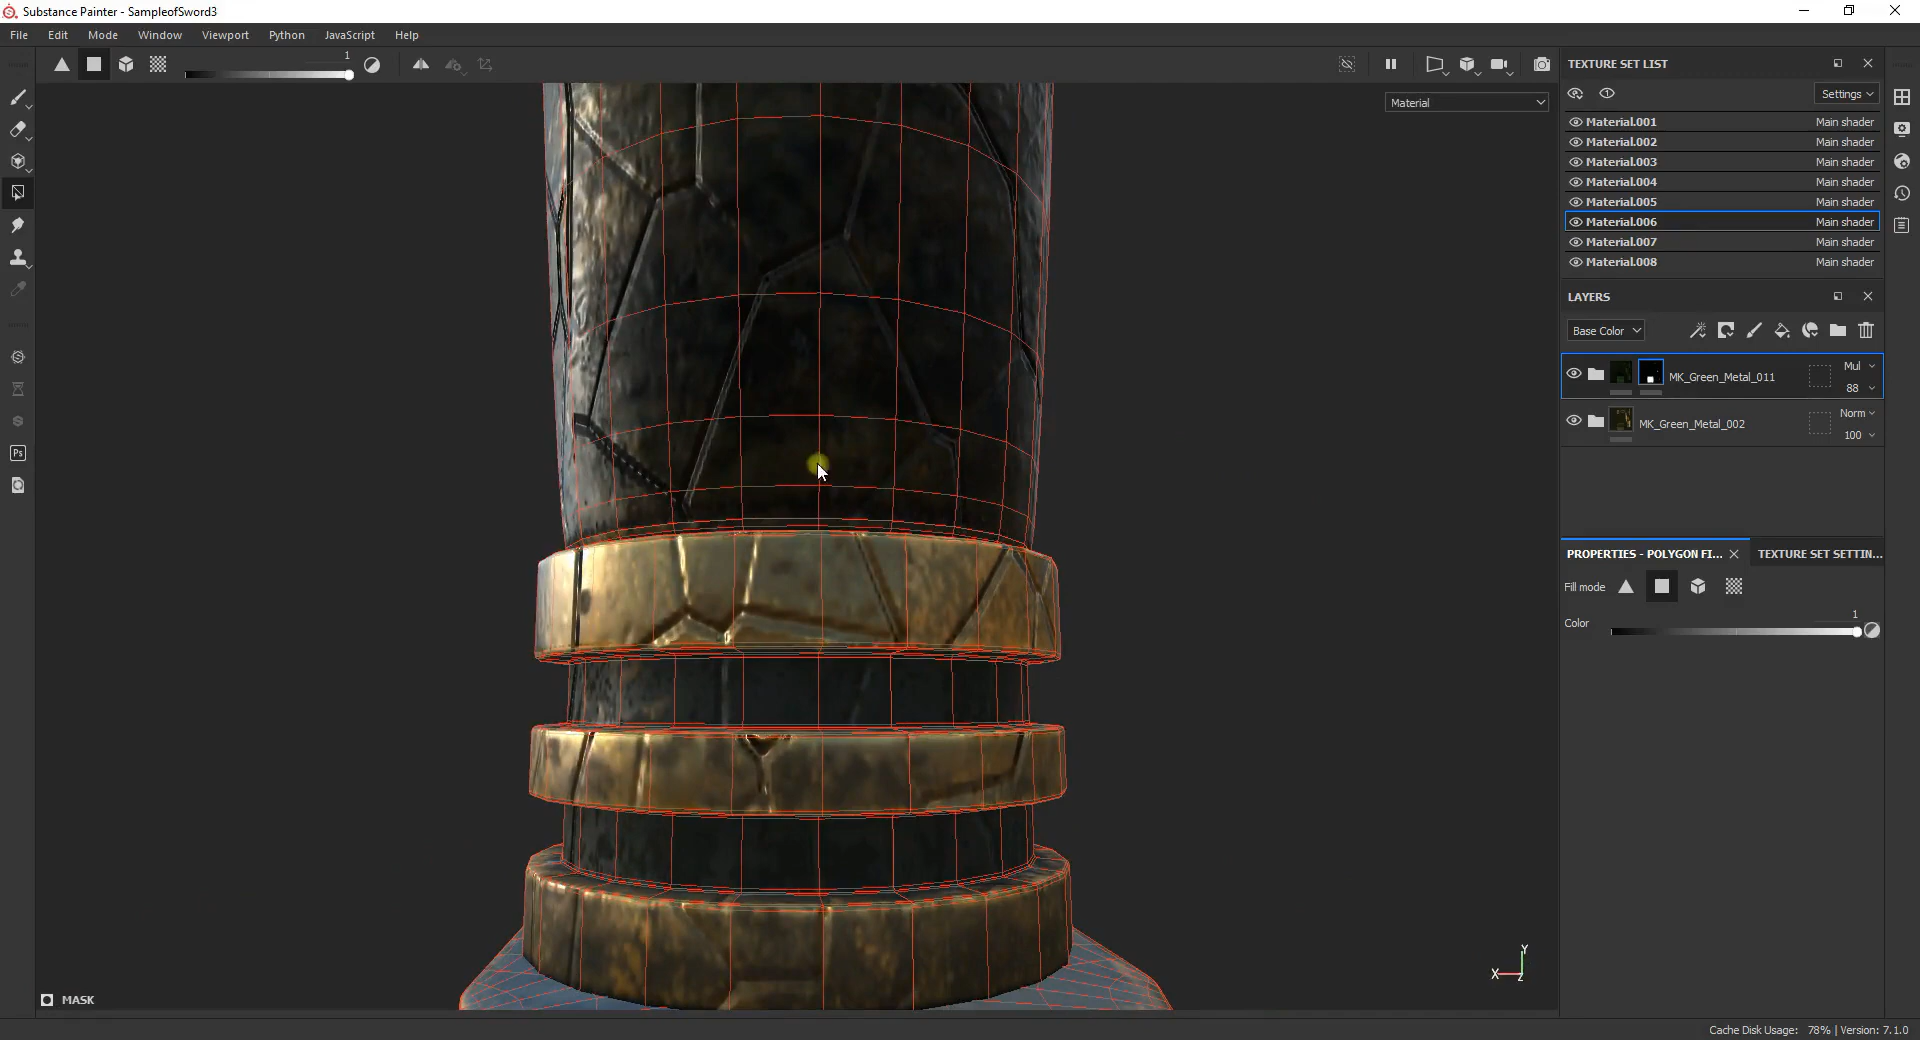 Substance Painter - SampleofSword3
File Edit Mode Window Viewport Python JavaScript Help
1
Material
TEXTURE SET LIST
Settings
Material.001 Main shader
Material.002 Main shader
Material.003 Main shader
Material.004 Main shader
Material.005 Main shader
Material.006 Main shader
Material.007 Main shader
Material.008 Main shader
LAYERS
Base Color
MK_Green_Metal_011 Mul
88
MK_Green_Metal_002 Norm
100
PROPERTIES - POLYGON FI... TEXTURE SET SETTIN...
Fill mode
Color 1
Ps
Y
X Z
MASK
Cache Disk Usage: 78% | Version: 7.1.0